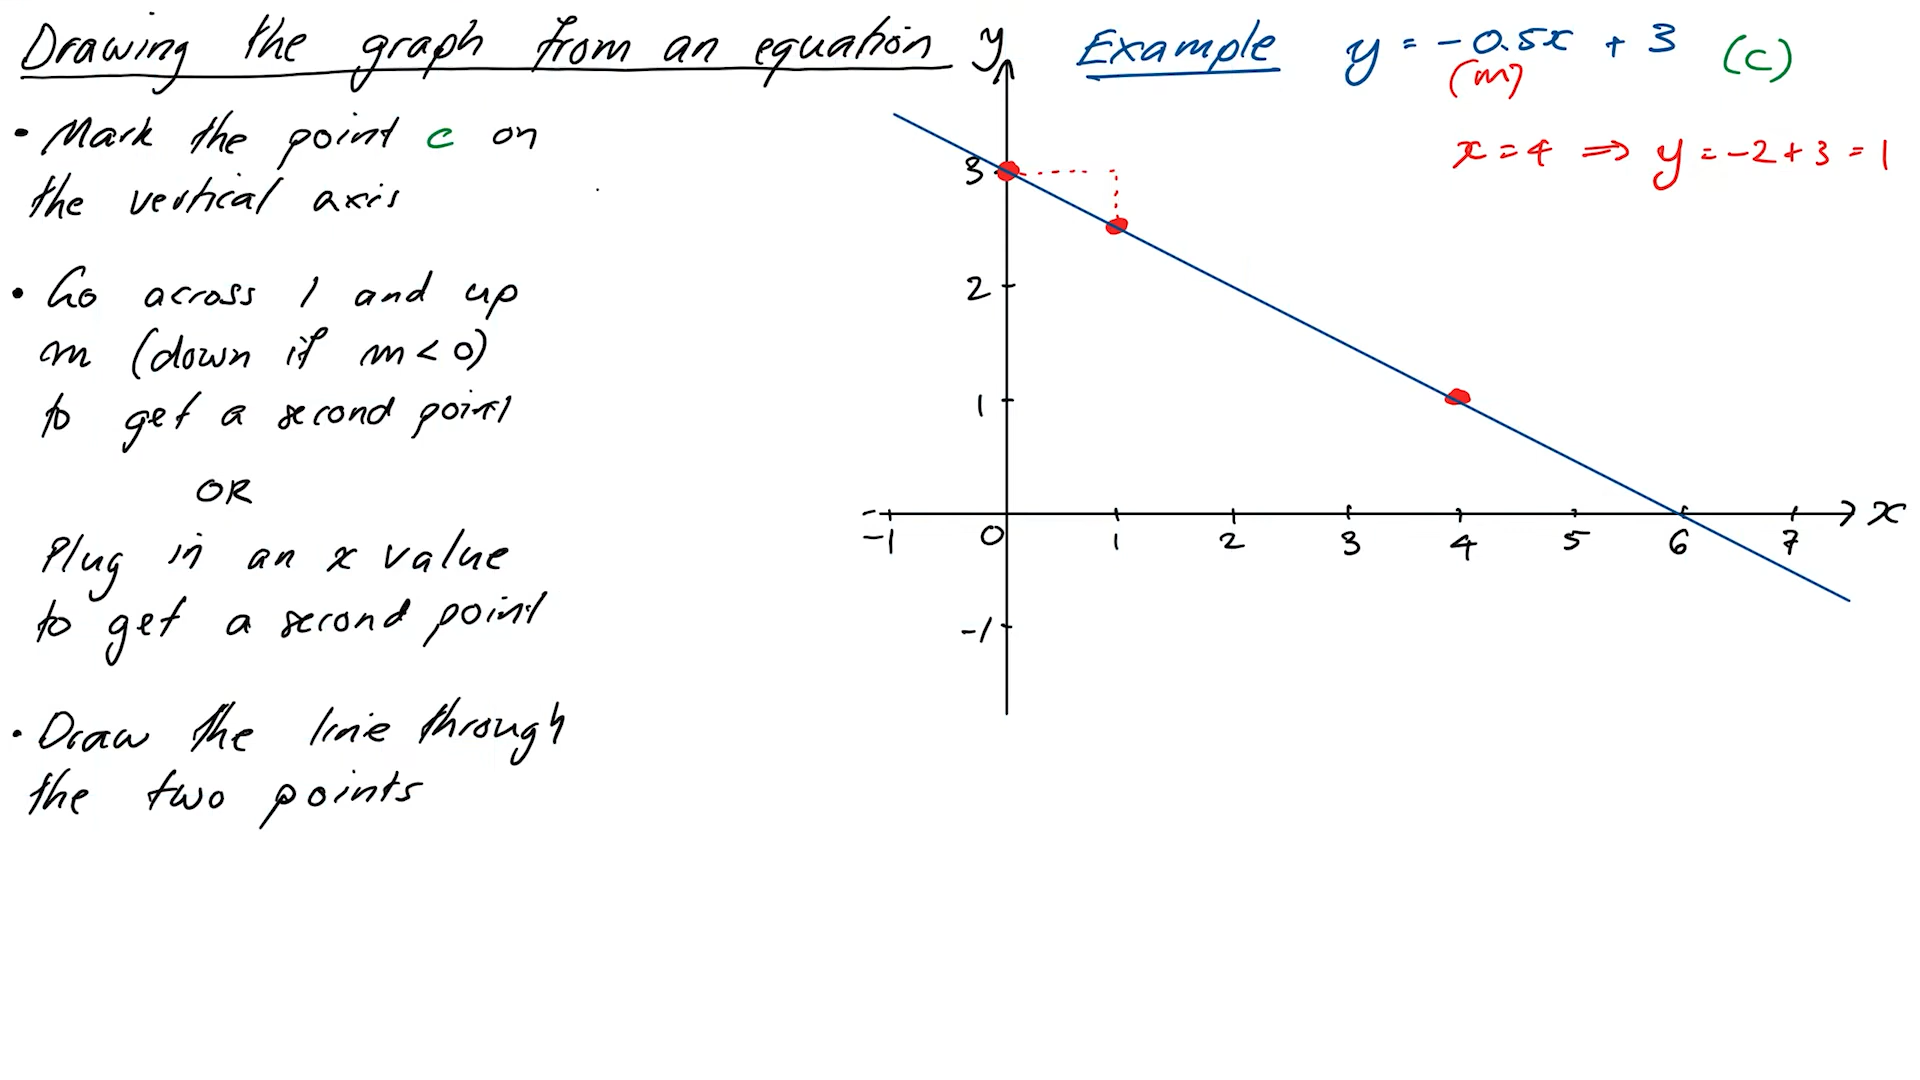 Drawing the graph from an equation
• Mark the point c on
the vertical axis
• Go across 1 and up
m (down if m < 0)
to get a second point
OR
Plug in an x value
to get a second point
• Draw the line through
the two points
Example y = -0.5x + 3 (c)
(m)
x = 4 ⇒ y = -2 + 3 = 1
y
3
2
1
-1 0 1 2 3 4 5 6 7 x
-1